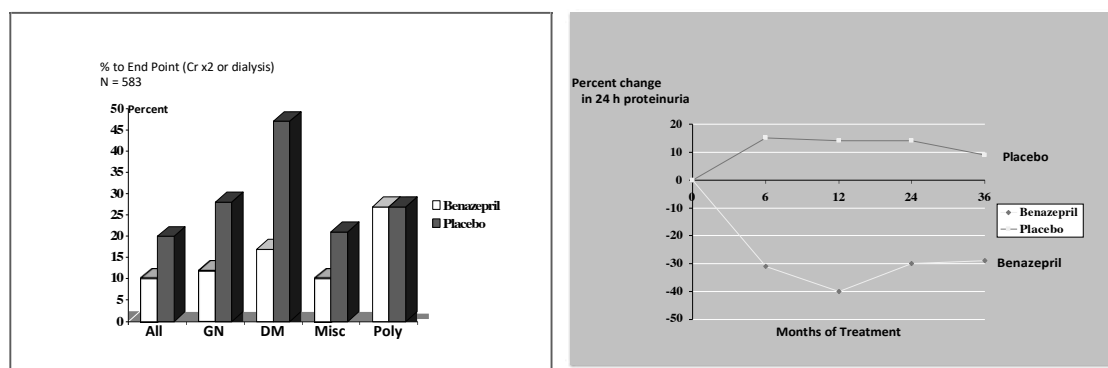 % to End Point (Cr x2 or dialysis)
N = 583
Percent
50
45
40
35
30
25
20
15
10
5
0
All GN DM Misc Poly
Benazepril
Placebo
Percent change
in 24 h proteinuria
20
10
0
-10
-20
-30
-40
-50
0 6 12 24 36
Placebo
Benazepril
Placebo
Benazepril
Months of Treatment